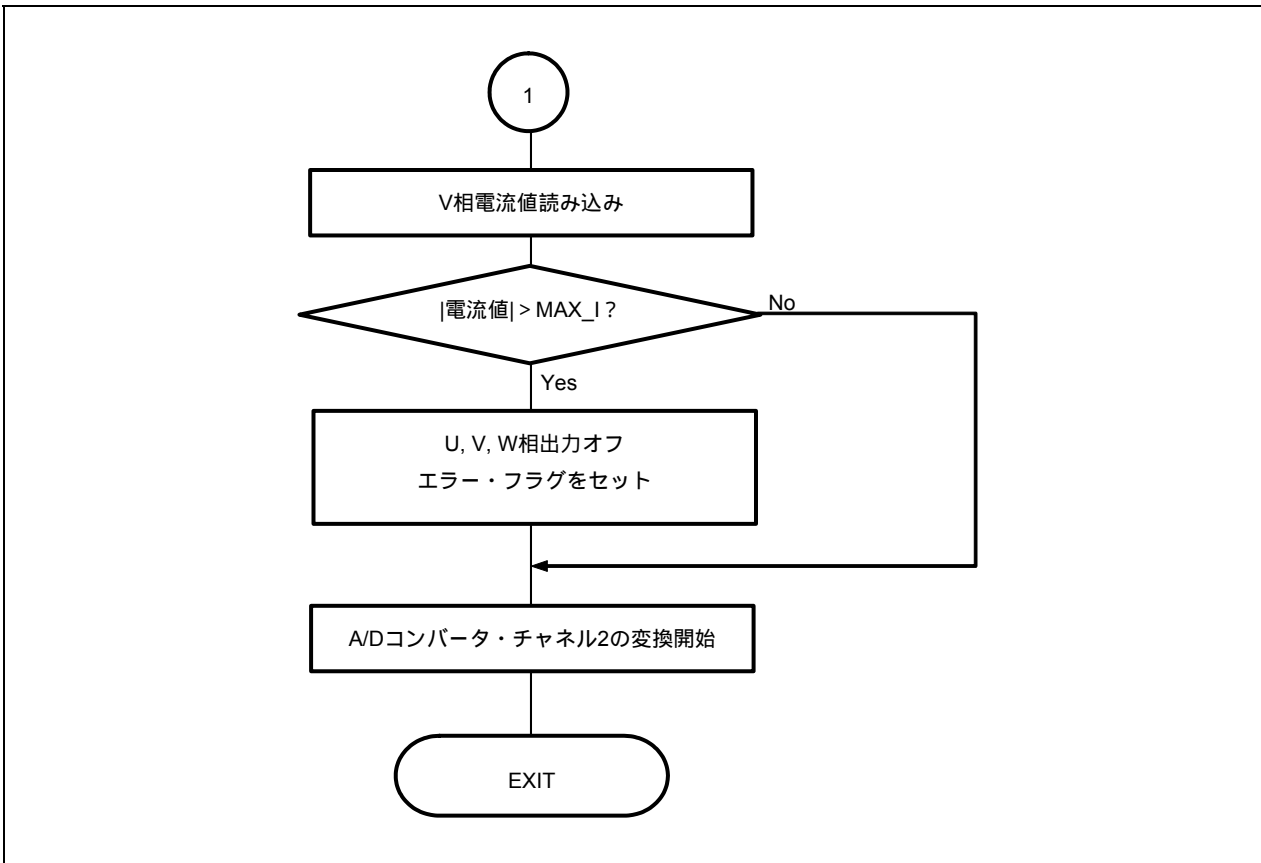 1
V相電流値読み込み
|電流値| > MAX_I？
No
Yes
U, V, W相出力オフ
エラー・フラグをセット
A/Dコンバータ・チャネル2の変換開始
EXIT